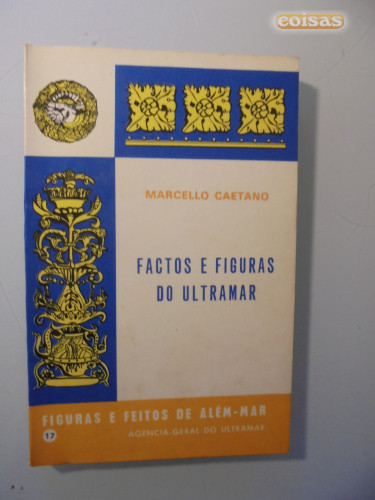 coisas
MARCELLO CAETANO
FACTOS E FIGURAS
DO ULTRAMAR
FIGURAS E FEITOS DE ALÉM-MAR
17
AGÊNCIA-GERAL DO ULTRAMAR